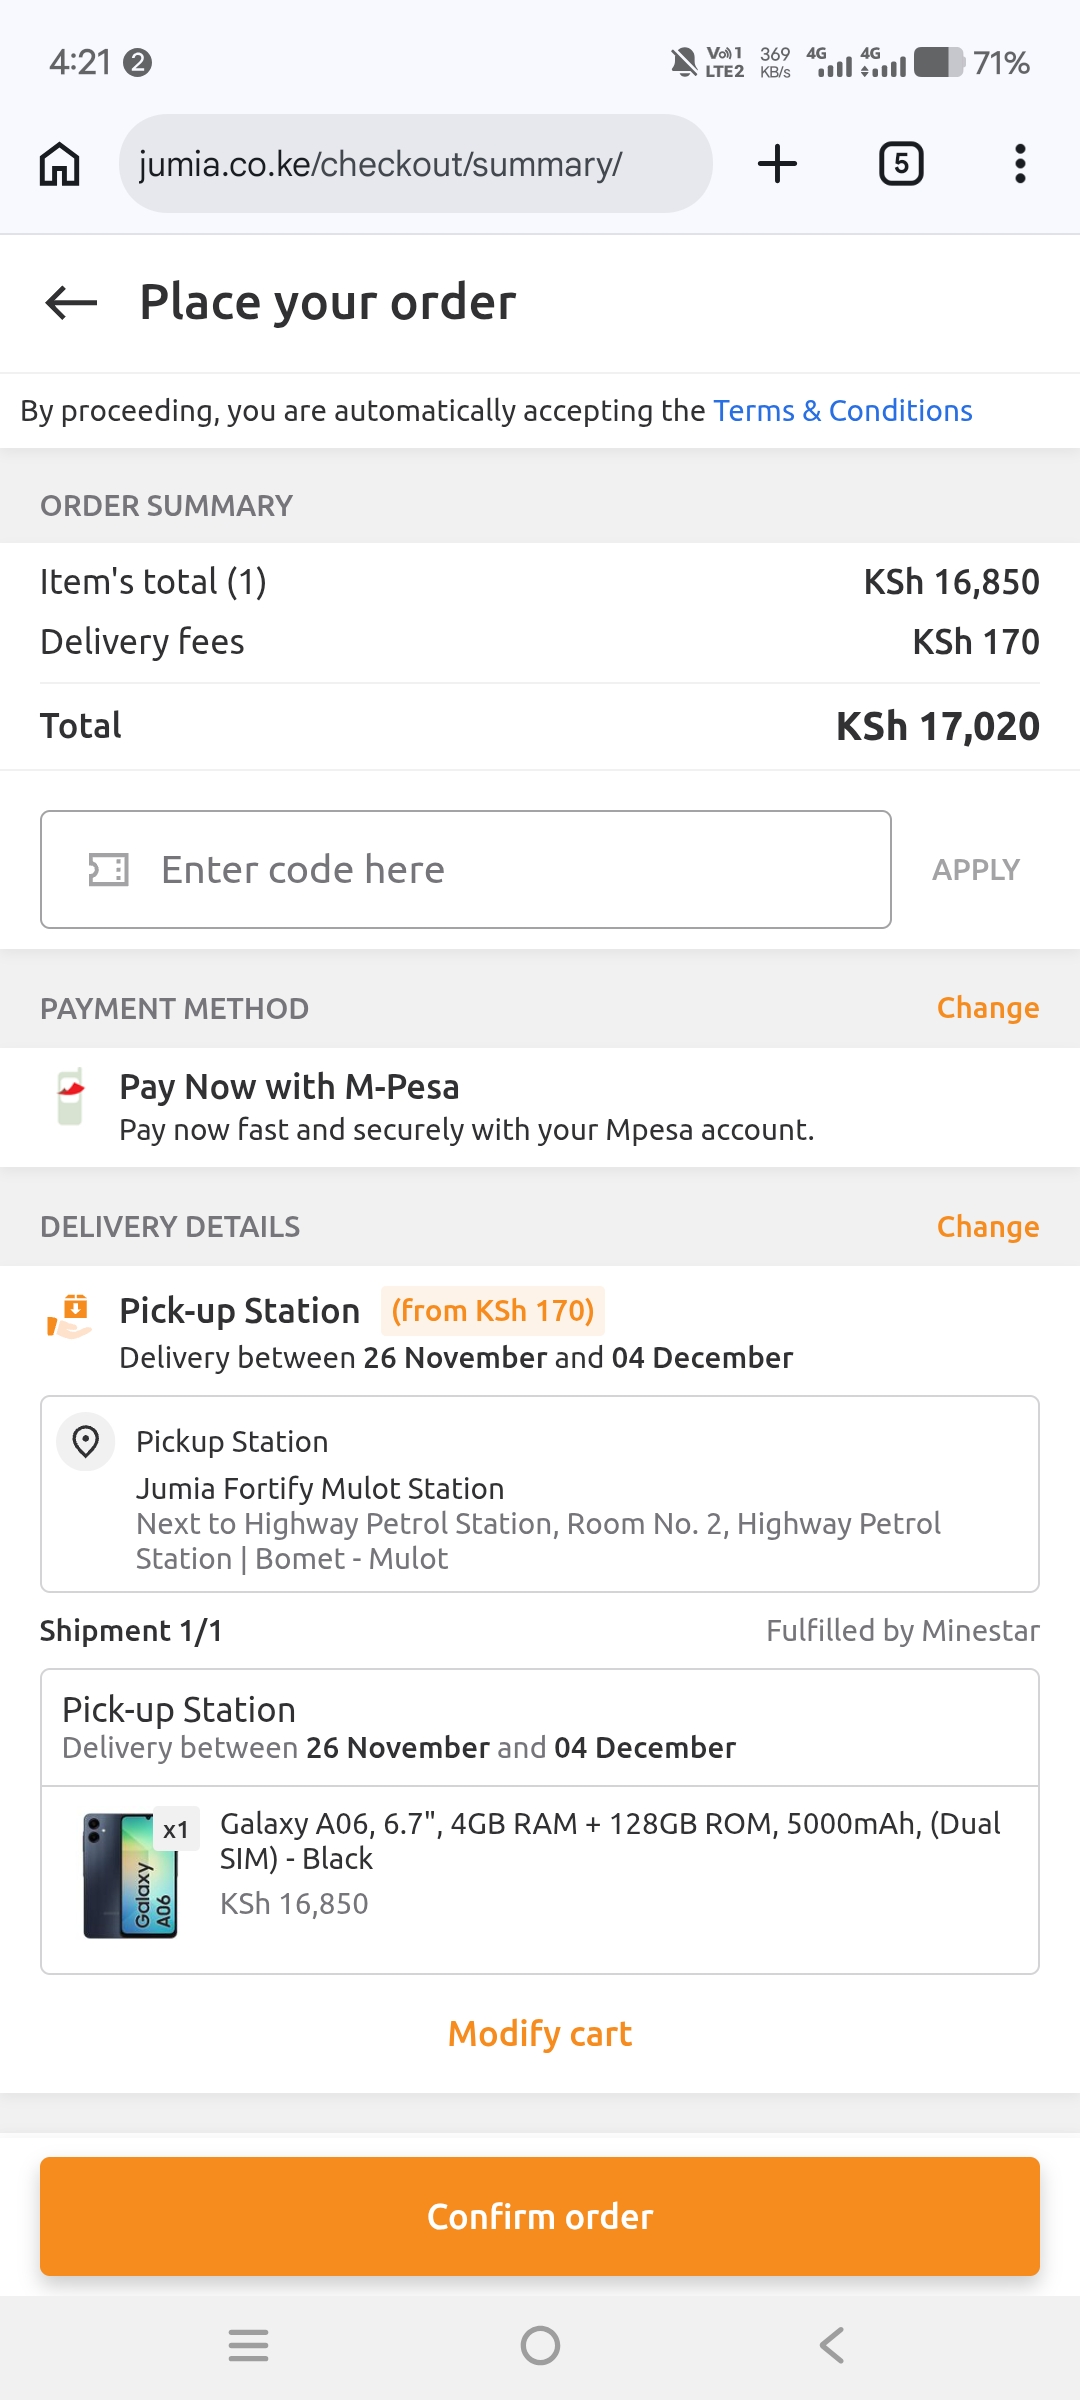 4:21 2
Vo) 1 LTE2 369 KB/s 4G 4G 71%
jumia.co.ke/checkout/summary/
5
Place your order
By proceeding, you are automatically accepting the Terms & Conditions
ORDER SUMMARY
Item's total (1) KSh 16,850
Delivery fees KSh 170
Total KSh 17,020
Enter code here APPLY
PAYMENT METHOD Change
Pay Now with M-Pesa
Pay now fast and securely with your Mpesa account.
DELIVERY DETAILS Change
Pick-up Station (from KSh 170)
Delivery between 26 November and 04 December
Pickup Station
Jumia Fortify Mulot Station
Next to Highway Petrol Station, Room No. 2, Highway Petrol
Station | Bomet - Mulot
Shipment 1/1 Fulfilled by Minestar
Pick-up Station
Delivery between 26 November and 04 December
x1
Galaxy A06
Galaxy A06, 6.7", 4GB RAM + 128GB ROM, 5000mAh, (Dual
SIM) - Black
KSh 16,850
Modify cart
Confirm order